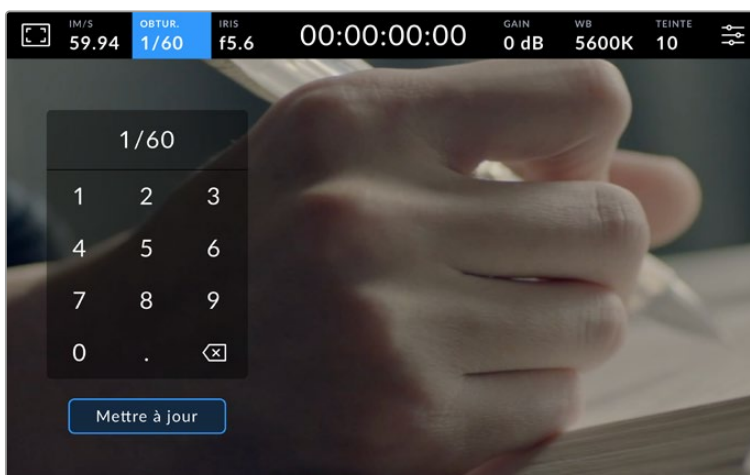 IM/S OBTUR. IRIS GAIN WB TEINTE
59.94 1/60 f5.6 00:00:00:00 0 dB 5600K 10
1/60
1 2 3
4 5 6
7 8 9
0 .
Mettre à jour